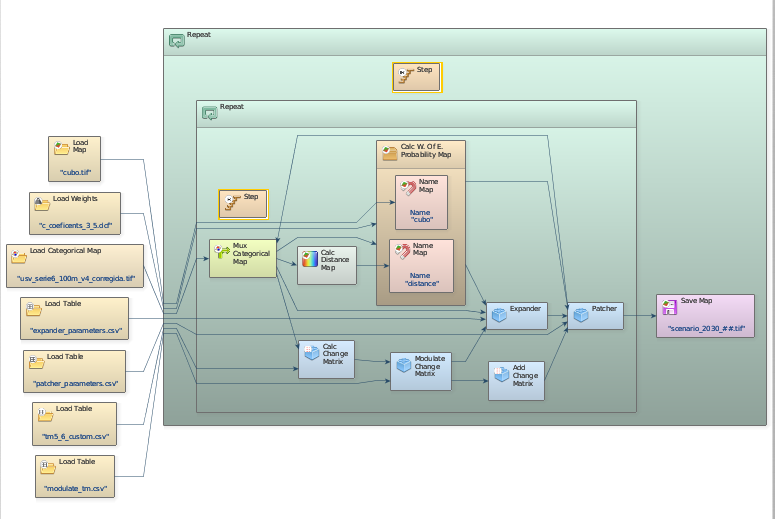 Repeat
Step
Repeat
Load
Map
"cubo.tif"
Calc W. Of E.
Probability Map
Name
Map
Name
"cubo"
Load Weights
"c_coeficents_3_5.dcf"
Step
Load Categorical Map
"usv_serie6_100m_v4_corregida.tif"
Mux
Categorical
Map
Calc
Distance
Map
Name
Map
Name
"distance"
Load Table
"expander_parameters.csv"
Expander
Patcher
Save Map
"scenario_2030_##.tif"
Load Table
"patcher_parameters.csv"
Calc
Change
Matrix
Modulate
Change
Matrix
Add
Change
Matrix
Load Table
"tm5_6_custom.csv"
Load Table
"modulate_tm.csv"